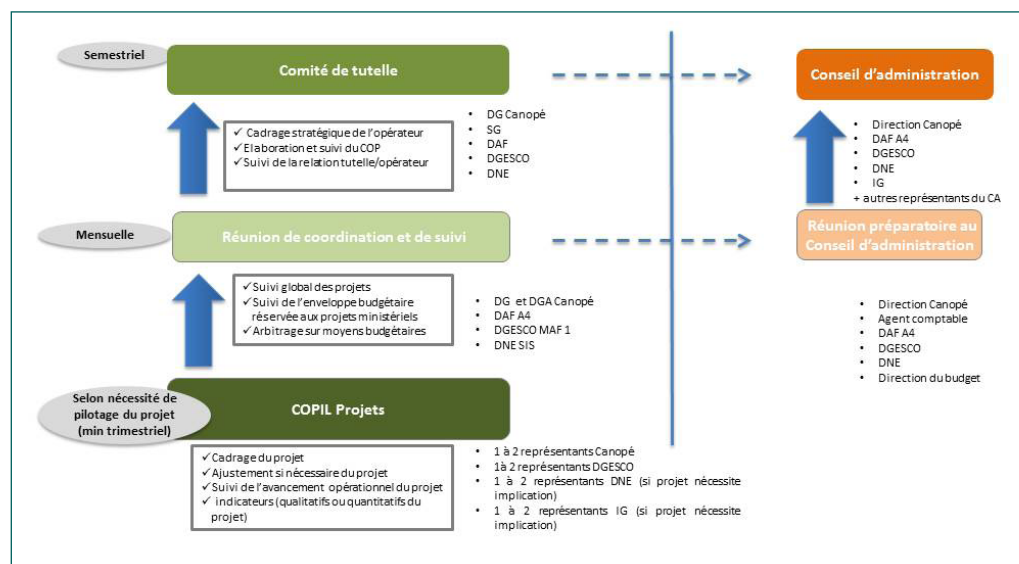 Semestriel
Comité de tutelle
Conseil d'administration
✓ Cadrage stratégique de l'opérateur
✓ Elaboration et suivi du COP
✓ Suivi de la relation tutelle/opérateur
• DG Canopé
• SG
• DAF
• DGESCO
• DNE
• Direction Canopé
• DAF A4
• DGESCO
• DNE
• IG
+ autres représentants du CA
Mensuelle
Réunion de coordination et de suivi
Réunion préparatoire au
Conseil d'administration
✓ Suivi global des projets
✓ Suivi de l'enveloppe budgétaire
réservée aux projets ministériels
✓ Arbitrage sur moyens budgétaires
• DG et DGA Canopé
• DAF A4
• DGESCO MAF 1
• DNE SIS
• Direction Canopé
• Agent comptable
• DAF A4
• DGESCO
• DNE
• Direction du budget
Selon nécessité de
pilotage du projet
(min trimestriel)
COPIL Projets
✓ Cadrage du projet
✓ Ajustement si nécessaire du projet
✓ Suivi de l'avancement opérationnel du projet
✓ indicateurs (qualitatifs ou quantitatifs du
projet)
• 1 à 2 représentants Canopé
• 1à 2 représentants DGESCO
• 1 à 2 représentants DNE (si projet nécessite
implication)
• 1 à 2 représentants IG (si projet nécessite
implication)